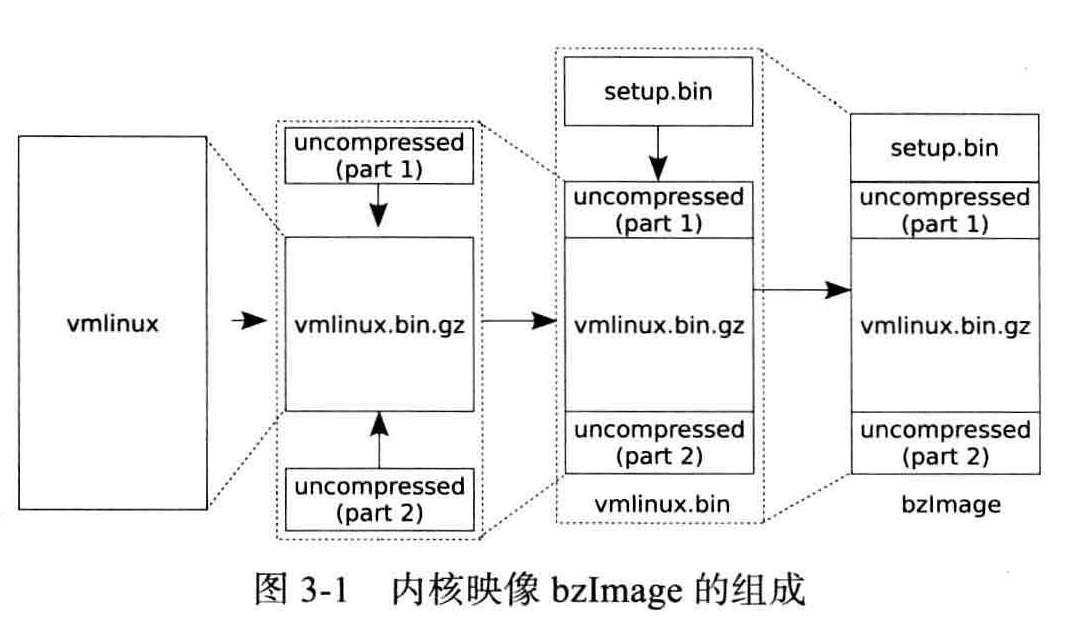 vmlinux
uncompressed
(part 1)
vmlinux.bin.gz
uncompressed
(part 2)
setup.bin
uncompressed
(part 1)
vmlinux.bin.gz
uncompressed
(part 2)
vmlinux.bin
setup.bin
uncompressed
(part 1)
vmlinux.bin.gz
uncompressed
(part 2)
bzImage
图 3-1 内核映像 bzImage 的组成